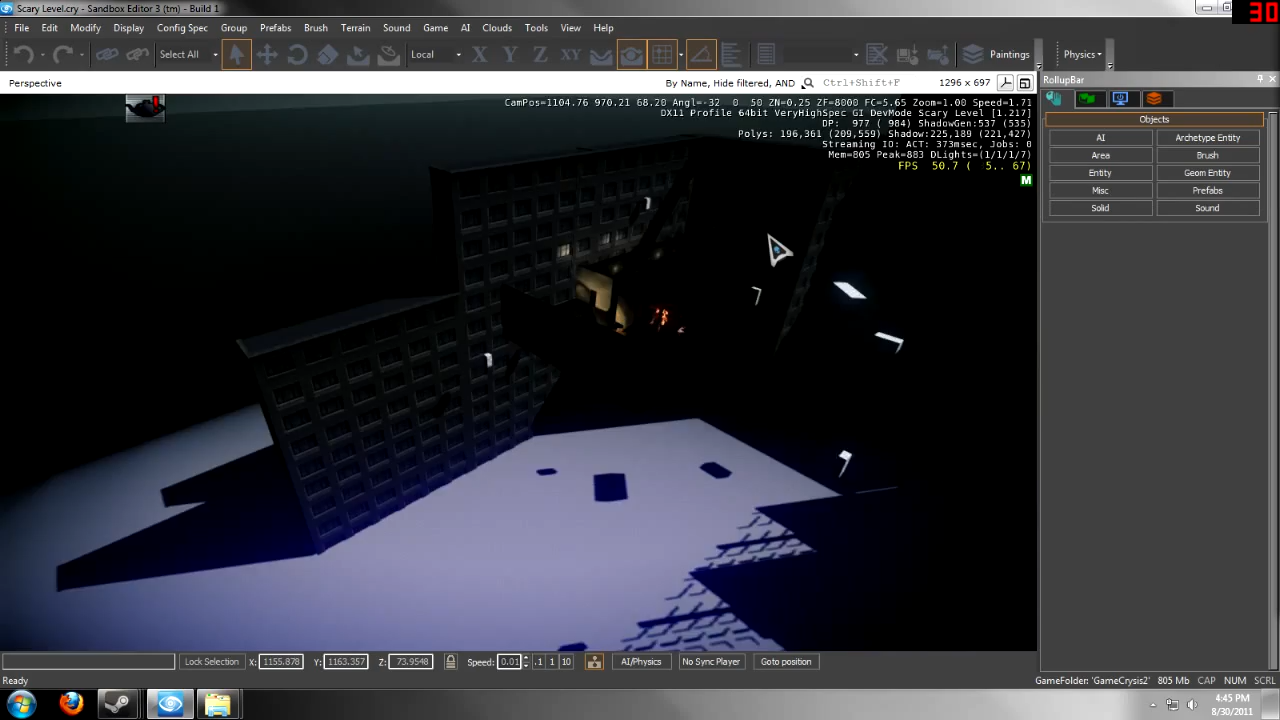 Scary Level.cry - Sandbox Editor 3 (tm) - Build 1
30
File Edit Modify Display Config Spec Group Prefabs Brush Terrain Sound Game AI Clouds Tools View Help
Select All Local X Y Z XY Paintings Physics
Perspective By Name, Hide filtered, AND Ctrl+Shift+F 1296 x 697
RollupBar
CamPos=1104.76 970.21 68.20 Angl=-32 0 50 ZN=0.25 ZF=8000 FC=5.65 Zoom=1.00 Speed=1.71
DX11 Profile 64bit VeryHighSpec GI DevMode Scary Level [1.217]
DP: 977 ( 984) ShadowGen:537 (535)
Polys: 196,361 (209,559) Shadow:225,189 (221,427)
Streaming IO: ACT: 373msec, Jobs: 0
Mem=805 Peak=883 DLights=(1/1/1/7)
FPS 50.7 ( 5.. 67)
M
Objects
AI Archetype Entity
Area Brush
Entity Geom Entity
Misc Prefabs
Solid Sound
Lock Selection X: 1155.878 Y: 1163.357 Z: 73.9548 Speed: 0.01 .1 1 10 AI/Physics No Sync Player Goto position
Ready GameFolder: 'GameCrysis2' 805 Mb CAP NUM SCRL
4:45 PM
8/30/2011